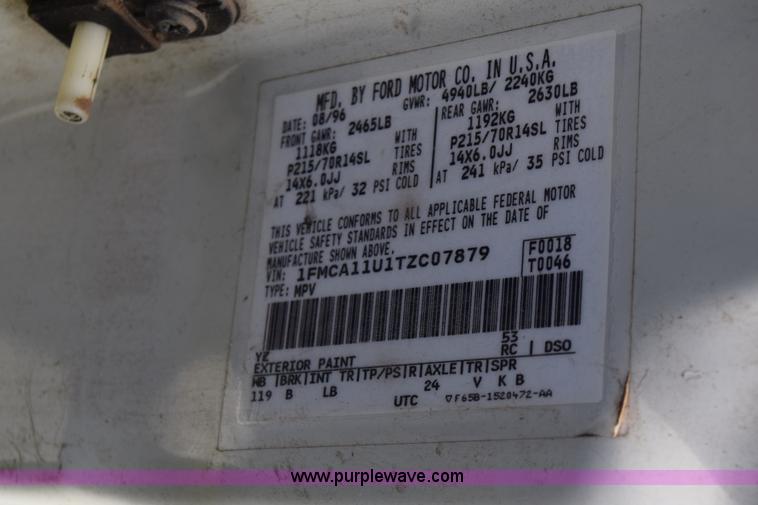 MFD. BY FORD MOTOR CO. IN U.S.A.
DATE: 08/96 GVWR: 4940LB/ 2240KG
FRONT GAWR: 2465LB REAR GAWR: 2630LB
1118KG WITH 1192KG WITH
P215/70R14SL TIRES P215/70R14SL TIRES
14X6.0JJ RIMS 14X6.0JJ RIMS
AT 221 kPa/ 32 PSI COLD AT 241 kPa/ 35 PSI COLD
THIS VEHICLE CONFORMS TO ALL APPLICABLE FEDERAL MOTOR
VEHICLE SAFETY STANDARDS IN EFFECT ON THE DATE OF
MANUFACTURE SHOWN ABOVE.
VIN: 1FMCA11U1TZC07879 F0018
TYPE: MPV T0046
YZ 53
EXTERIOR PAINT RC DSO
WB |BRK|INT TR|TP/PS|R|AXLE|TR|SPR
119 B LB 24 V K B
UTC ▽F65B-1520472-AA
www.purplewave.com